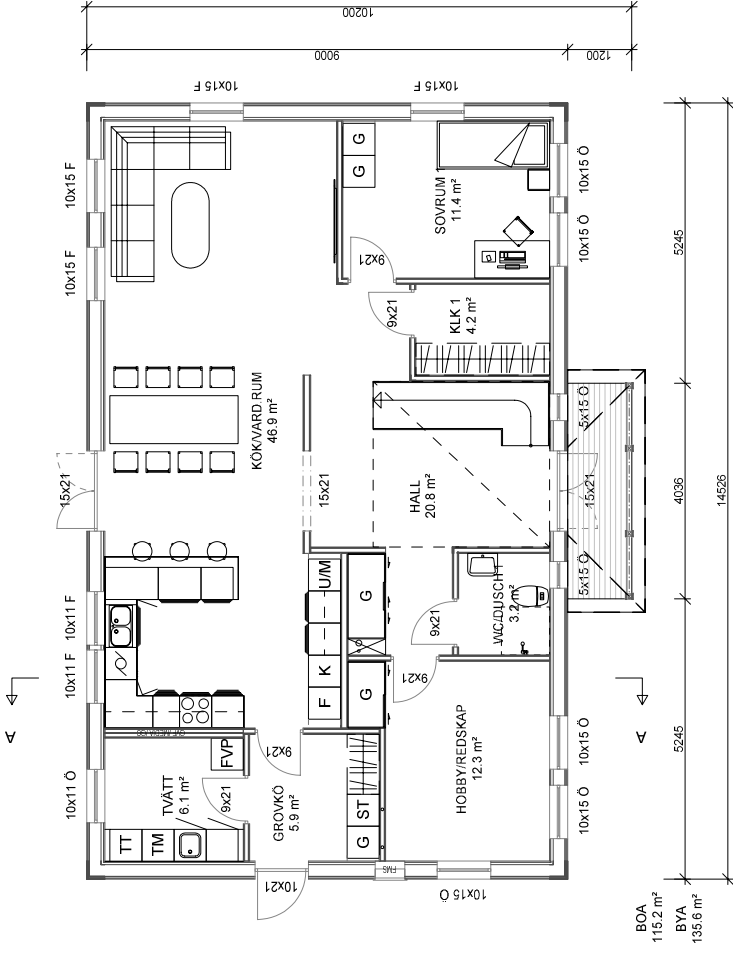 10200
9000
1200
10x15 F
10x15 F
10x15 F
10x15 F
10x15 Ö
10x15 Ö
G
G
SOVRUM 1
11.4 m²
9x21
9x21
KLK 1
4.2 m²
5245
4036
5245
14526
KÖK/VARD.RUM
46.9 m²
15x21
15x21
15x21
HALL
20.8 m²
5x15 Ö
5x15 Ö
U/M
G
WC/DUSCH 1
3.2 m²
9x21
10x11 F
10x11 F
K
F
G
9x21
A
A
10x15 Ö
10x15 Ö
HOBBY/REDSKAP
12.3 m²
9x21
FVP
TVÄTT
6.1 m²
9x21
10x11 Ö
GROVKÖ
5.9 m²
TT
TM
ST
G
FMS
10x21
10x15 Ö
BOA
115.2 m²
BYA
135.6 m²